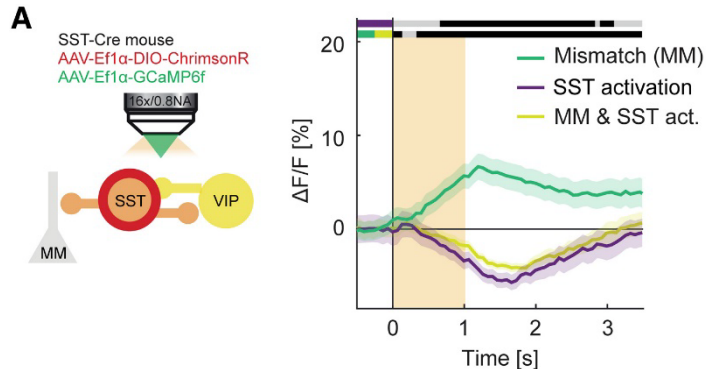 A
SST-Cre mouse
AAV-Ef1α-DIO-ChrimsonR
AAV-Ef1α-GCaMP6f
16x/0.8NA
SST
VIP
MM
ΔF/F [%]
20
10
0
Mismatch (MM)
SST activation
MM & SST act.
0
1
2
3
Time [s]